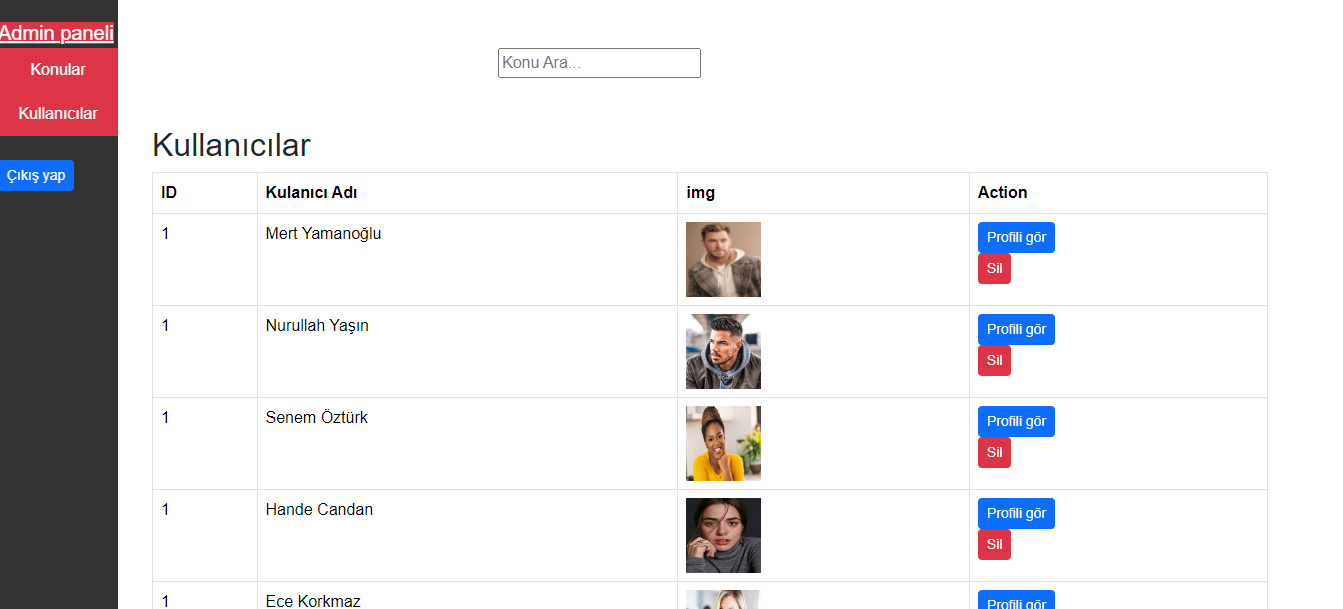 Admin paneli
Konular
Kullanıcılar
Çıkış yap
Konu Ara...
Kullanıcılar
ID Kulanıcı Adı img Action
1 Mert Yamanoğlu Profili gör
Sil
1 Nurullah Yaşın Profili gör
Sil
1 Senem Öztürk Profili gör
Sil
1 Hande Candan Profili gör
Sil
1 Ece Korkmaz Profili gör